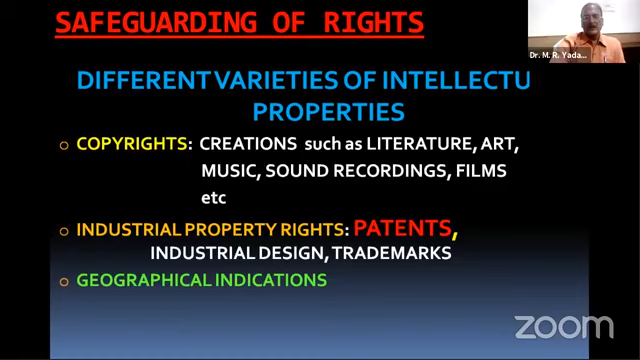 SAFEGUARDING OF RIGHTS
Dr. M. R. Yada...
DIFFERENT VARIETIES OF INTELLECTU
PROPERTIES
COPYRIGHTS: CREATIONS such as LITERATURE, ART,
MUSIC, SOUND RECORDINGS, FILMS
etc
INDUSTRIAL PROPERTY RIGHTS: PATENTS,
INDUSTRIAL DESIGN, TRADEMARKS
GEOGRAPHICAL INDICATIONS
zoom